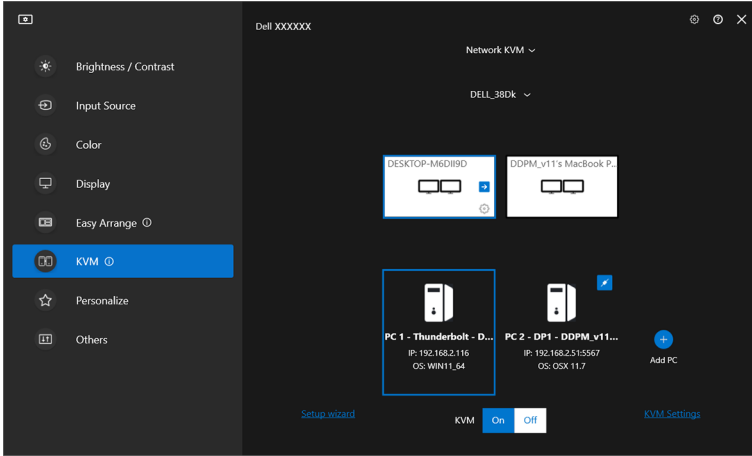 Dell XXXXXX
Network KVM
DELL_38Dk
Brightness / Contrast
Input Source
Color
Display
Easy Arrange
KVM
Personalize
Others
DESKTOP-M6DII9D
DDPM_v11's MacBook P...
PC 1 - Thunderbolt - D...
IP: 192.168.2.116
OS: WIN11_64
PC 2 - DP1 - DDPM_v11...
IP: 192.168.2.51:5567
OS: OSX 11.7
Add PC
Setup wizard
KVM On Off
KVM Settings